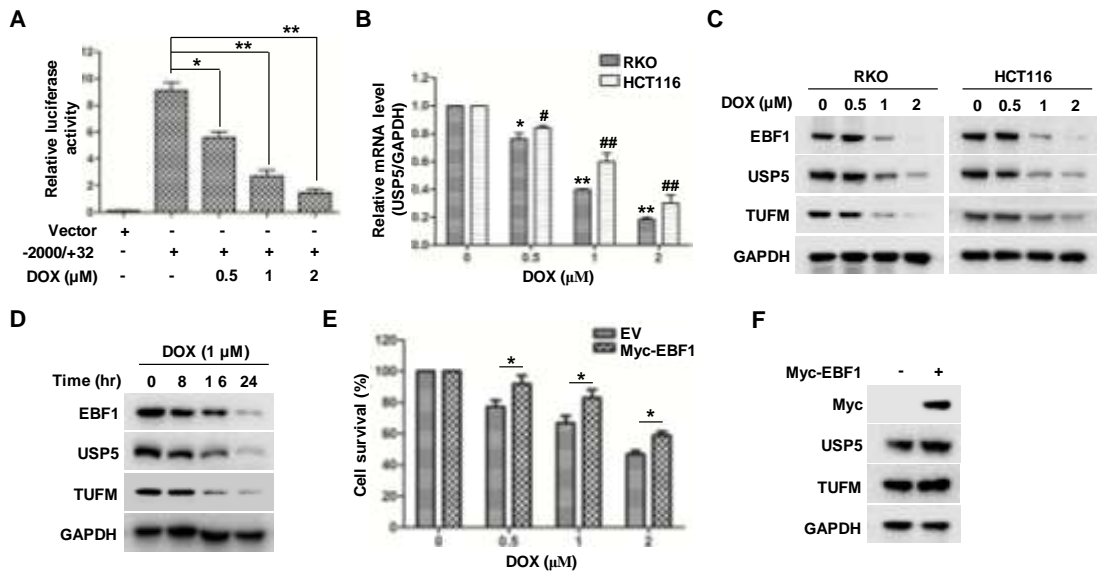 A
Relative luciferase
activity
12
10
8
6
4
2
0
*
**
**
Vector + - - - -
-2000/+32 - + + + +
DOX (μM) - - 0.5 1 2
B
Relative mRNA level
(USP5/GAPDH)
1.2
1.0
0.8
0.6
0.4
0.2
0.0
RKO
HCT116
* #
** ##
** ##
0 0.5 1 2
DOX (μM)
C
RKO HCT116
DOX (μM) 0 0.5 1 2 0 0.5 1 2
EBF1
USP5
TUFM
GAPDH
D
DOX (1 μM)
Time (hr) 0 8 1 6 24
EBF1
USP5
TUFM
GAPDH
E
Cell survival (%)
120
100
80
60
40
20
0
EV
Myc-EBF1
* * *
0 0.5 1 2
DOX (μM)
F
Myc-EBF1 - +
Myc
USP5
TUFM
GAPDH